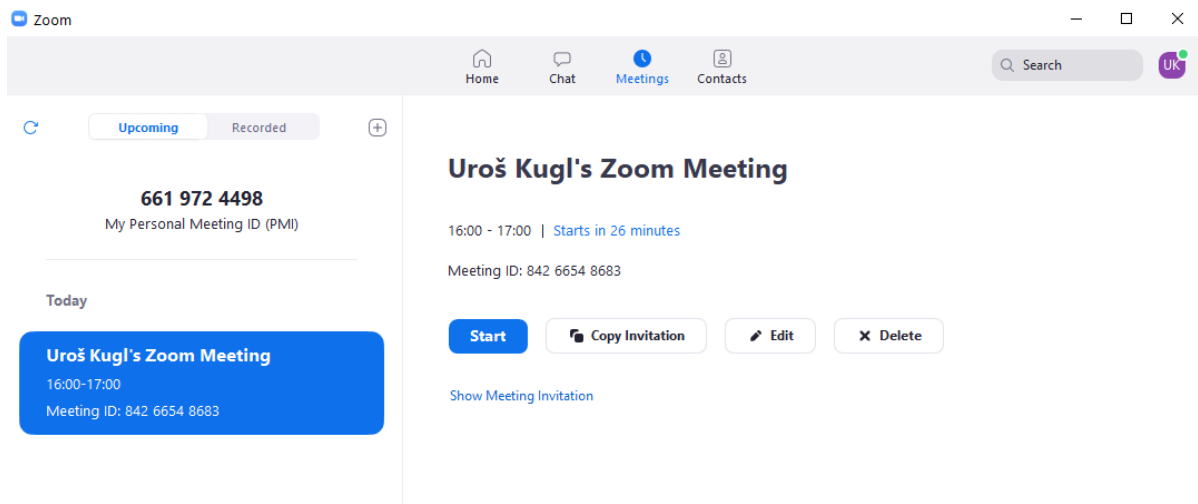 Zoom
Home Chat Meetings Contacts
Search
UK
Upcoming Recorded
661 972 4498
My Personal Meeting ID (PMI)
Today
Uroš Kugl's Zoom Meeting
16:00-17:00
Meeting ID: 842 6654 8683
Uroš Kugl's Zoom Meeting
16:00 - 17:00 | Starts in 26 minutes
Meeting ID: 842 6654 8683
Start Copy Invitation Edit Delete
Show Meeting Invitation